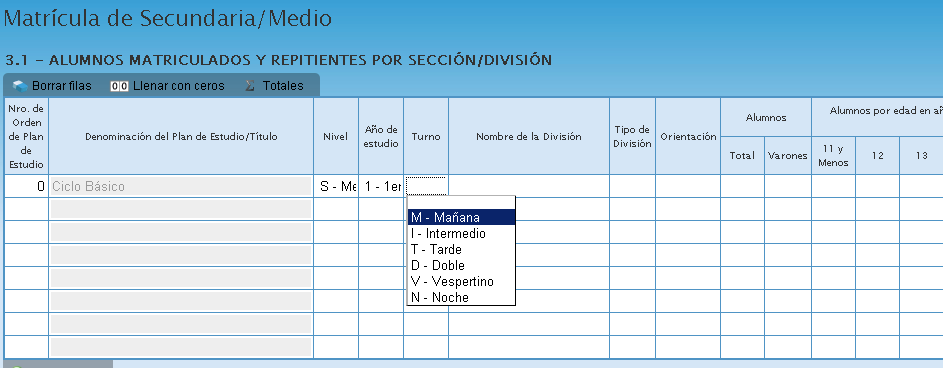 Matrícula de Secundaria/Medio
3.1 - ALUMNOS MATRICULADOS Y REPITIENTES POR SECCIÓN/DIVISIÓN
Borrar filas 00 Llenar con ceros Σ Totales
Nro. de Orden de Plan de Estudio
Denominación del Plan de Estudio/Título
Nivel
Año de estudio
Turno
Nombre de la División
Tipo de División
Orientación
Alumnos
Total
Varones
Alumnos por edad en añ
11 y Menos
12
13
0 Ciclo Básico S - Me 1 - 1er
M - Mañana
I - Intermedio
T - Tarde
D - Doble
V - Vespertino
N - Noche